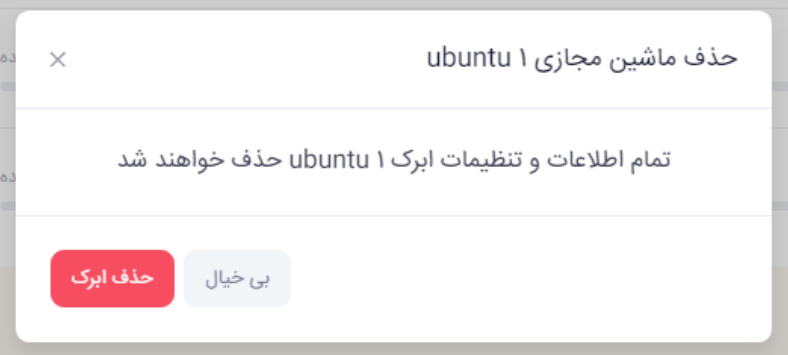 حذف ماشین مجازی ubuntu ۱
تمام اطلاعات و تنظیمات ابرک ubuntu ۱ حذف خواهند شد
بی خیال
حذف ابرک